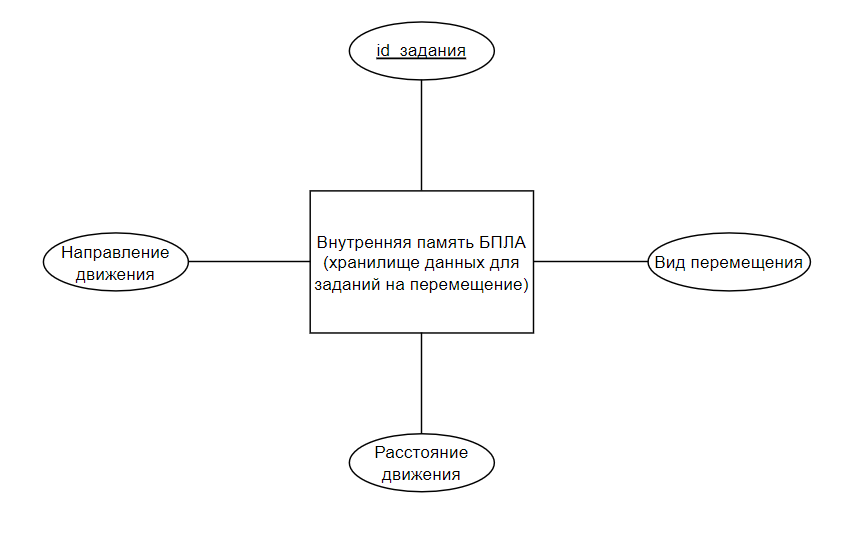 id_задания
Внутренняя память БПЛА
(хранилище данных для
заданий на перемещение)
Направление
движения
Вид перемещения
Расстояние
движения